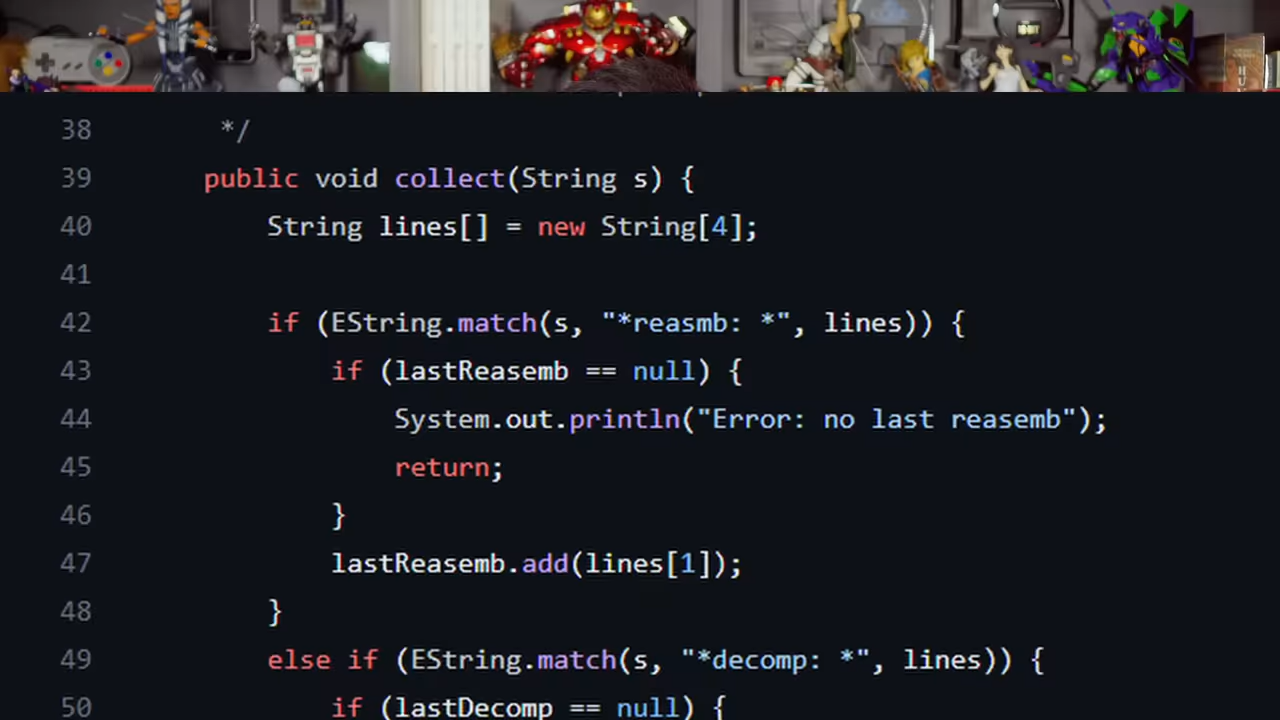 38 */
39 public void collect(String s) {
40 String lines[] = new String[4];
41
42 if (EString.match(s, "*reasmb: *", lines)) {
43 if (lastReasemb == null) {
44 System.out.println("Error: no last reasemb");
45 return;
46 }
47 lastReasemb.add(lines[1]);
48 }
49 else if (EString.match(s, "*decomp: *", lines)) {
50 if (lastDecomp == null) {